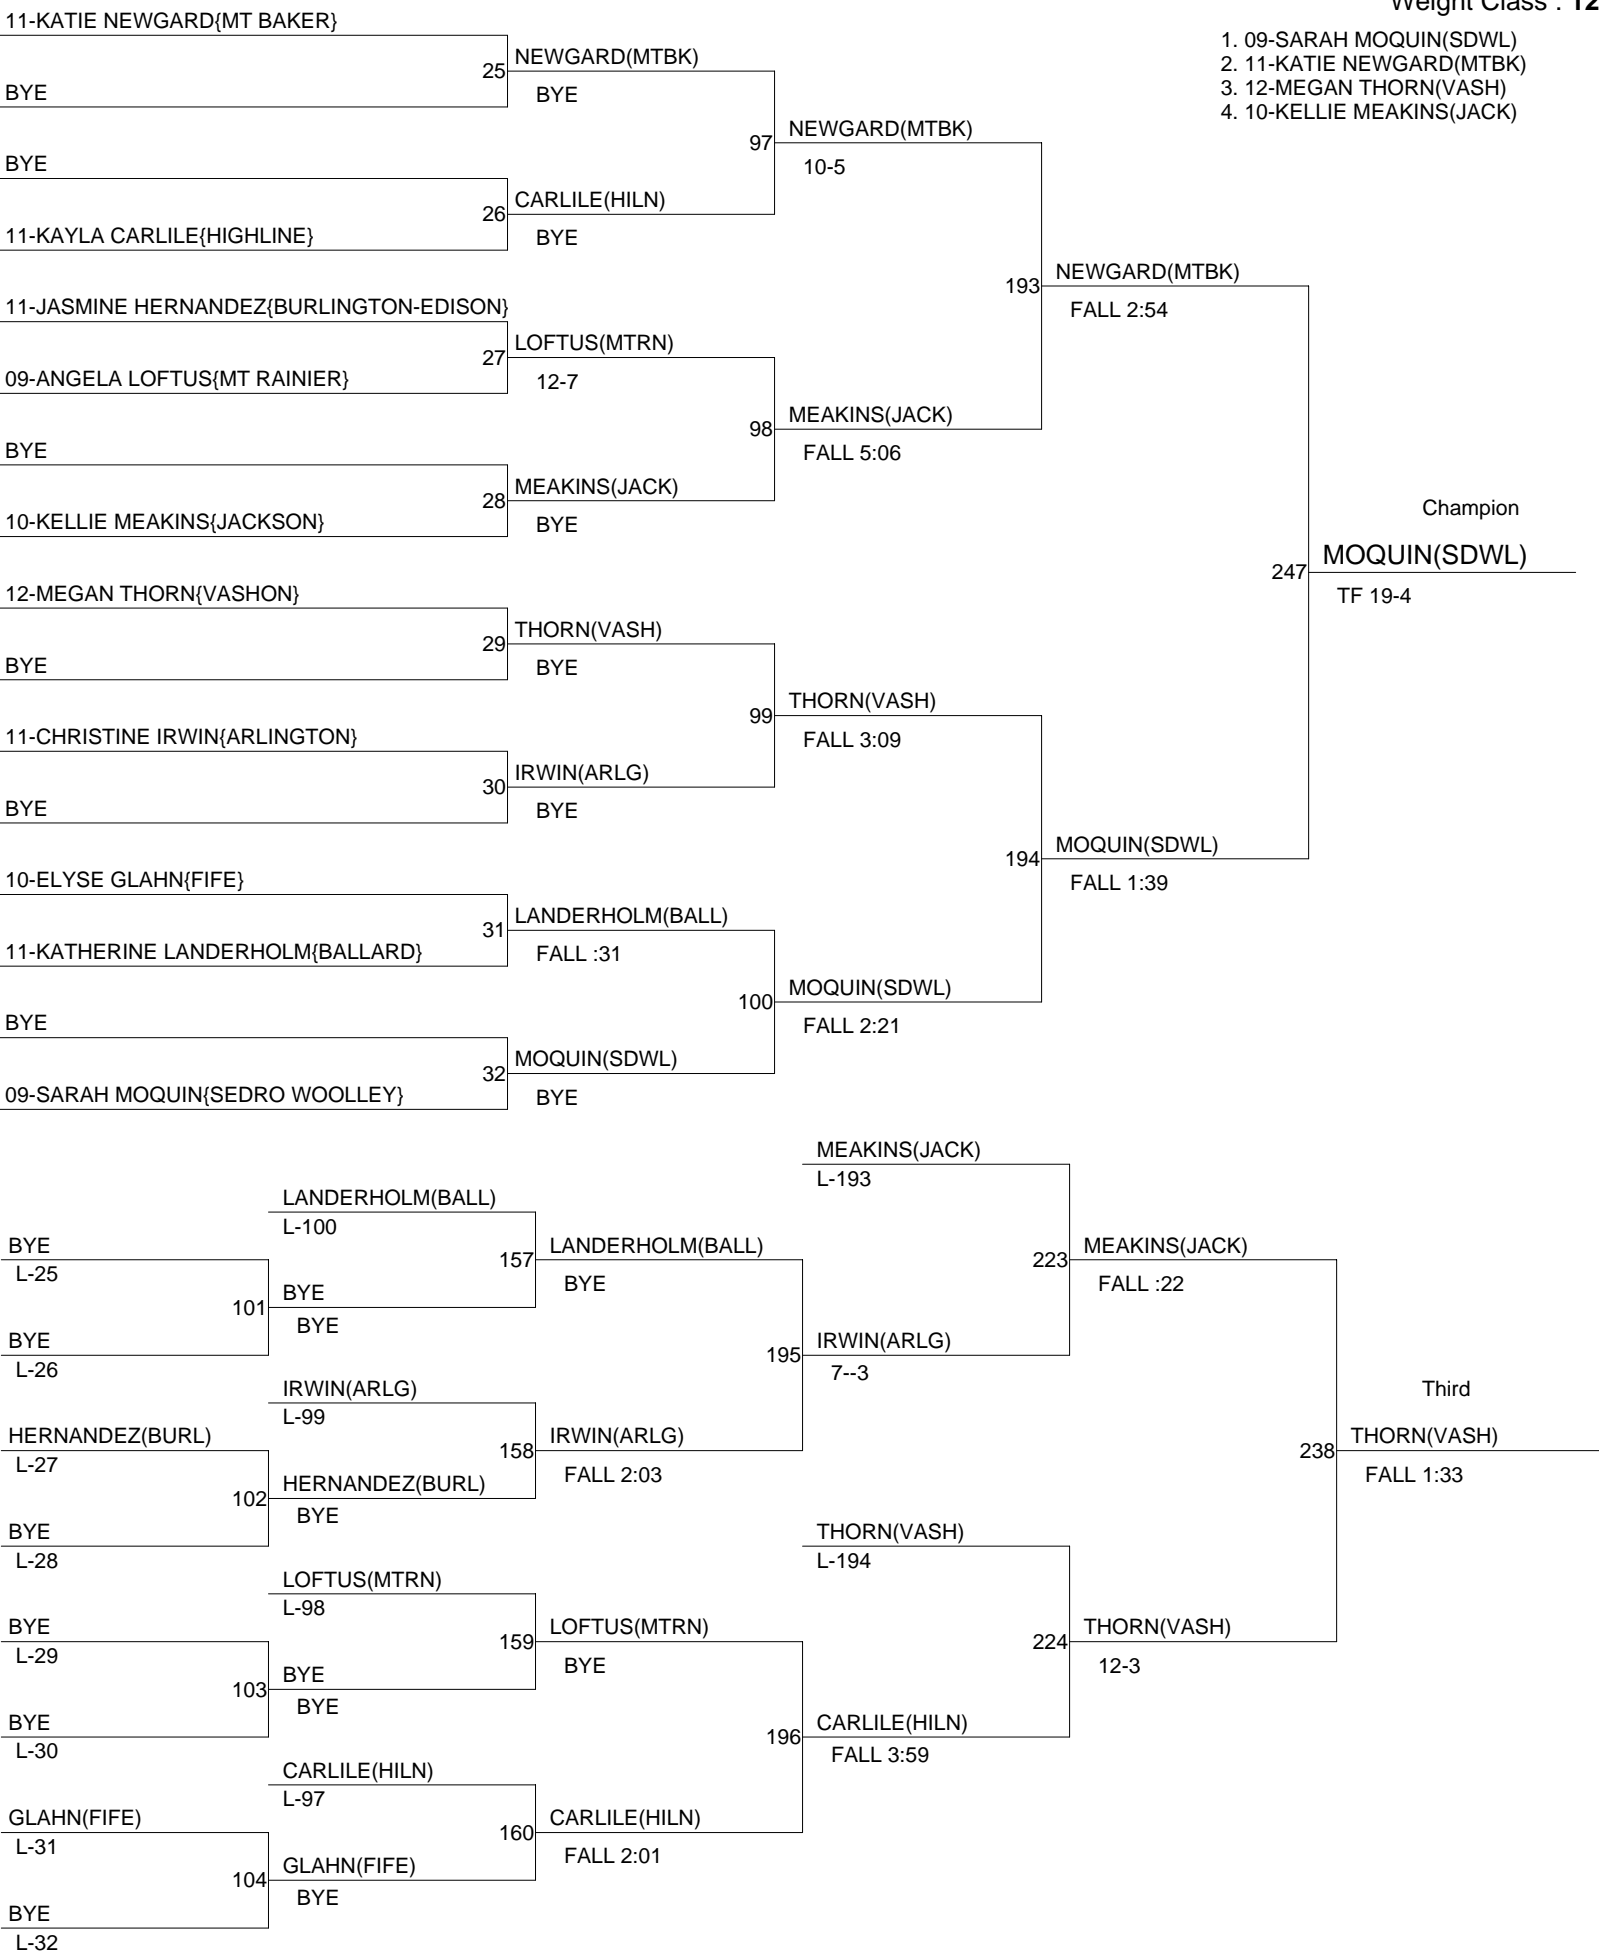 Weight Class : 12
1. 09-SARAH MOQUIN(SDWL)
2. 11-KATIE NEWGARD(MTBK)
3. 12-MEGAN THORN(VASH)
4. 10-KELLIE MEAKINS(JACK)
11-KATIE NEWGARD{MT BAKER}
25
NEWGARD(MTBK)
BYE
BYE
97
NEWGARD(MTBK)
10-5
BYE
26
CARLILE(HILN)
BYE
11-KAYLA CARLILE{HIGHLINE}
193
NEWGARD(MTBK)
FALL 2:54
11-JASMINE HERNANDEZ{BURLINGTON-EDISON}
27
LOFTUS(MTRN)
12-7
09-ANGELA LOFTUS{MT RAINIER}
98
MEAKINS(JACK)
FALL 5:06
BYE
28
MEAKINS(JACK)
BYE
10-KELLIE MEAKINS{JACKSON}
Champion
247
MOQUIN(SDWL)
TF 19-4
12-MEGAN THORN{VASHON}
29
THORN(VASH)
BYE
BYE
99
THORN(VASH)
FALL 3:09
11-CHRISTINE IRWIN{ARLINGTON}
30
IRWIN(ARLG)
BYE
BYE
194
MOQUIN(SDWL)
FALL 1:39
10-ELYSE GLAHN{FIFE}
31
LANDERHOLM(BALL)
FALL :31
11-KATHERINE LANDERHOLM{BALLARD}
100
MOQUIN(SDWL)
FALL 2:21
BYE
32
MOQUIN(SDWL)
BYE
09-SARAH MOQUIN{SEDRO WOOLLEY}
MEAKINS(JACK)
L-193
LANDERHOLM(BALL)
L-100
BYE
L-25
157
LANDERHOLM(BALL)
BYE
223
MEAKINS(JACK)
FALL :22
101
BYE
BYE
BYE
L-26
195
IRWIN(ARLG)
7--3
IRWIN(ARLG)
L-99
Third
HERNANDEZ(BURL)
L-27
158
IRWIN(ARLG)
FALL 2:03
238
THORN(VASH)
FALL 1:33
102
HERNANDEZ(BURL)
BYE
BYE
L-28
THORN(VASH)
L-194
LOFTUS(MTRN)
L-98
BYE
L-29
159
LOFTUS(MTRN)
BYE
224
THORN(VASH)
12-3
103
BYE
BYE
BYE
L-30
196
CARLILE(HILN)
FALL 3:59
CARLILE(HILN)
L-97
GLAHN(FIFE)
L-31
160
CARLILE(HILN)
FALL 2:01
104
GLAHN(FIFE)
BYE
BYE
L-32